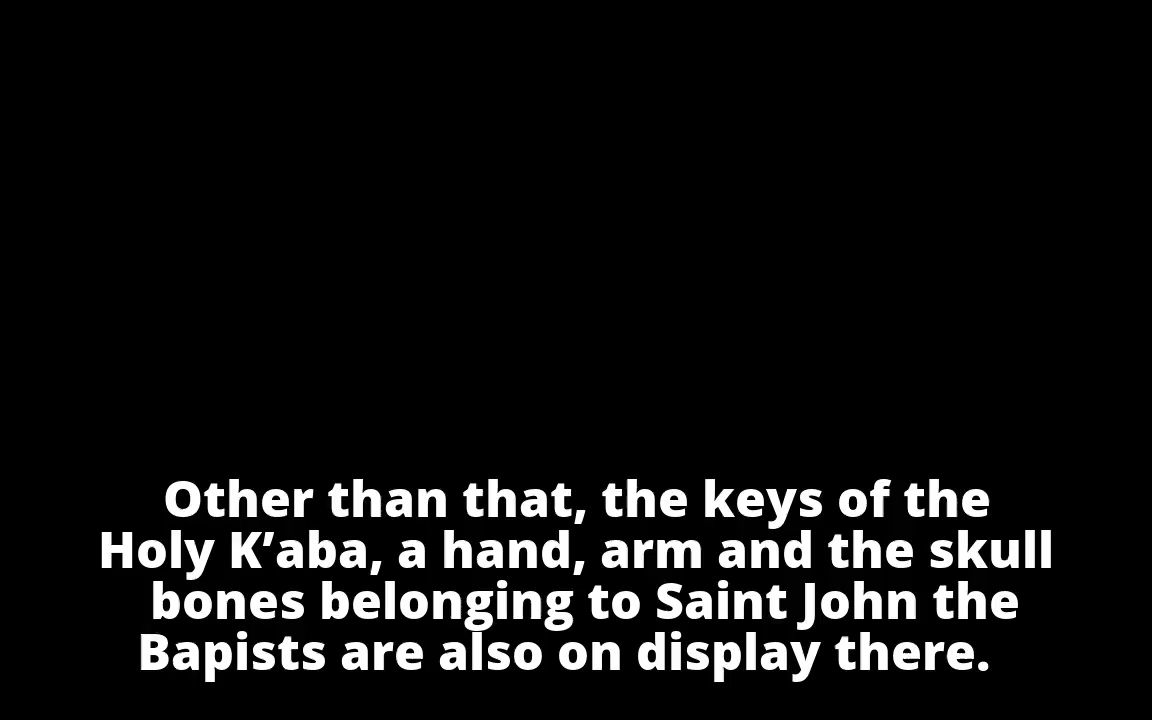 Other than that, the keys of the
Holy K’aba, a hand, arm and the skull
bones belonging to Saint John the
Bapists are also on display there.